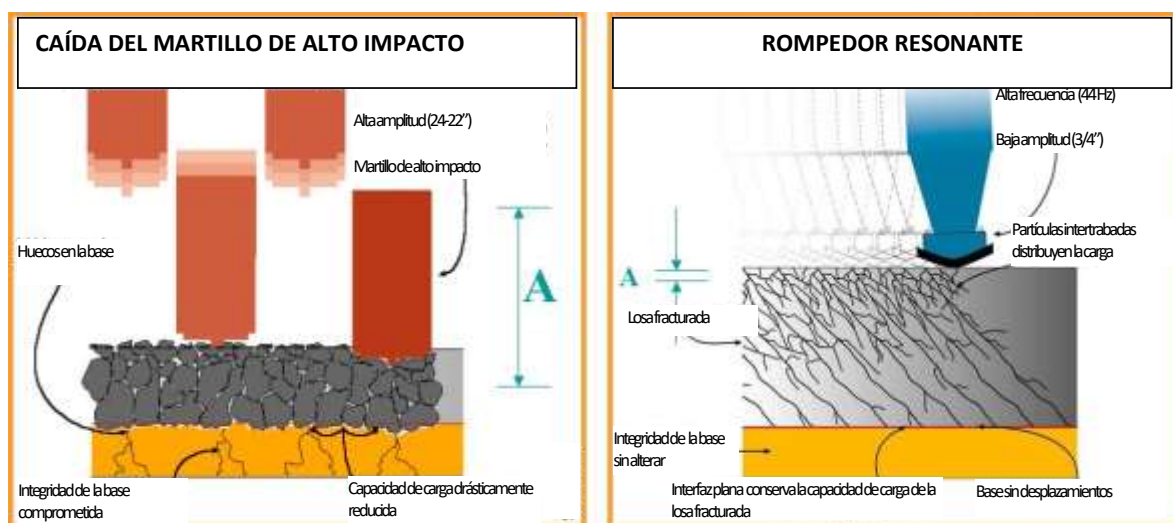 CAÍDA DEL MARTILLO DE ALTO IMPACTO
Alta amplitud (24-22”)
Martillo de alto impacto
Huecos en la base
A
Integridad de la base
comprometida
Capacidad de carga drásticamente
reducida
ROMPEDOR RESONANTE
Alta frecuencia (44 Hz)
Baja amplitud (3/4”)
Partículas intertrabadas
distribuyen la carga
A
Losa fracturada
Integridad de la base
sin alterar
Interfaz plana conserva la capacidad de carga de la
losa fracturada
Base sin desplazamientos